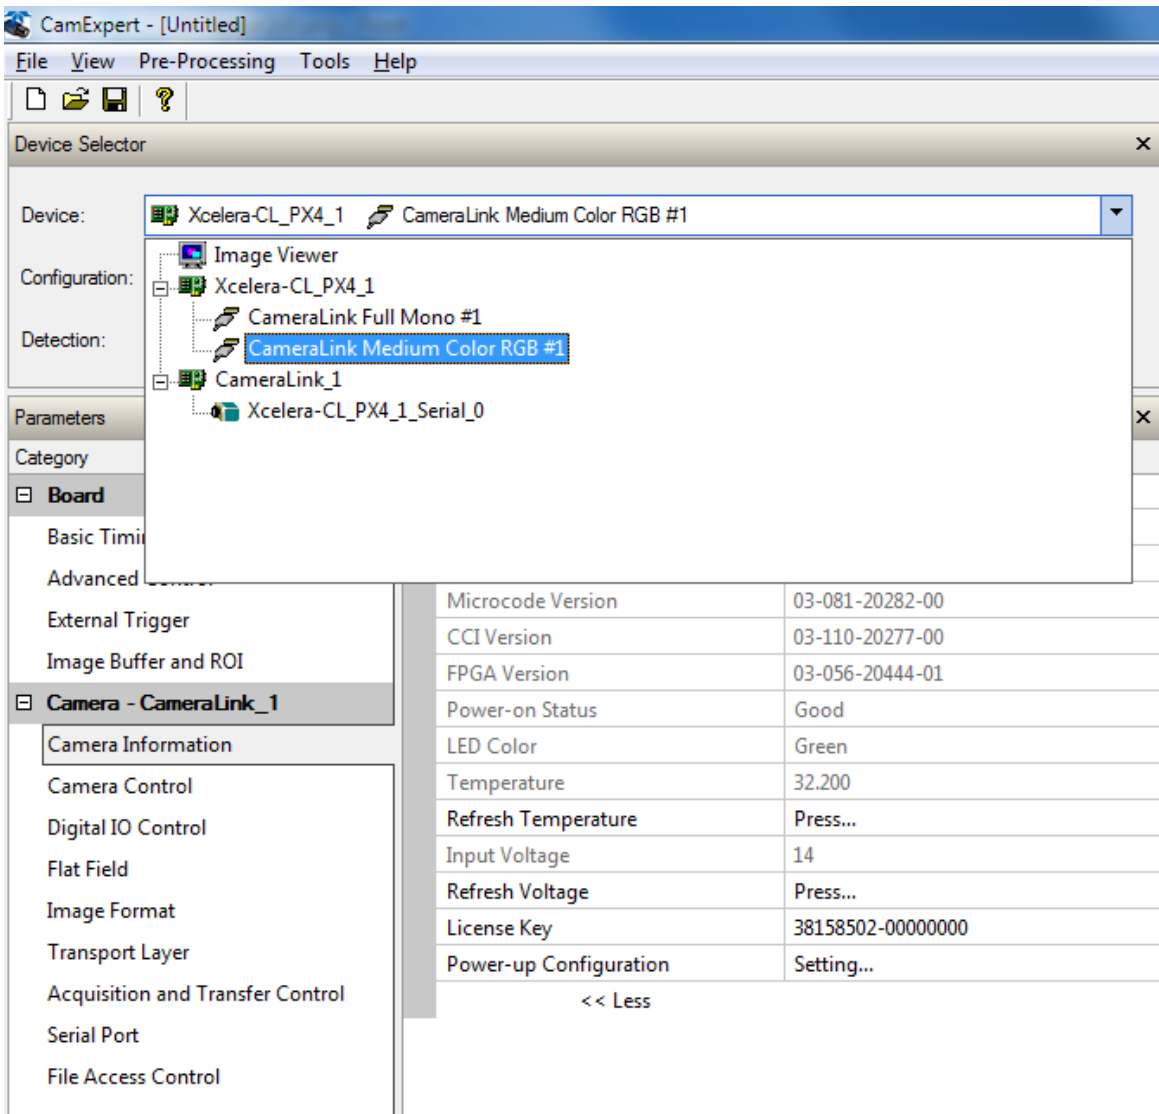 CamExpert - [Untitled]
File View Pre-Processing Tools Help
Device Selector
Device: Xcelera-CL_PX4_1 CameraLink Medium Color RGB #1
Image Viewer
Configuration:
Xcelera-CL_PX4_1
CameraLink Full Mono #1
Detection:
CameraLink Medium Color RGB #1
CameraLink_1
Xcelera-CL_PX4_1_Serial_0
Parameters
Category
Board
Basic Timi
Advanced
External Trigger
Image Buffer and ROI
Camera - CameraLink_1
Camera Information
Camera Control
Digital IO Control
Flat Field
Image Format
Transport Layer
Acquisition and Transfer Control
Serial Port
File Access Control
Microcode Version 03-081-20282-00
CCI Version 03-110-20277-00
FPGA Version 03-056-20444-01
Power-on Status Good
LED Color Green
Temperature 32.200
Refresh Temperature Press...
Input Voltage 14
Refresh Voltage Press...
License Key 38158502-00000000
Power-up Configuration Setting...
<< Less